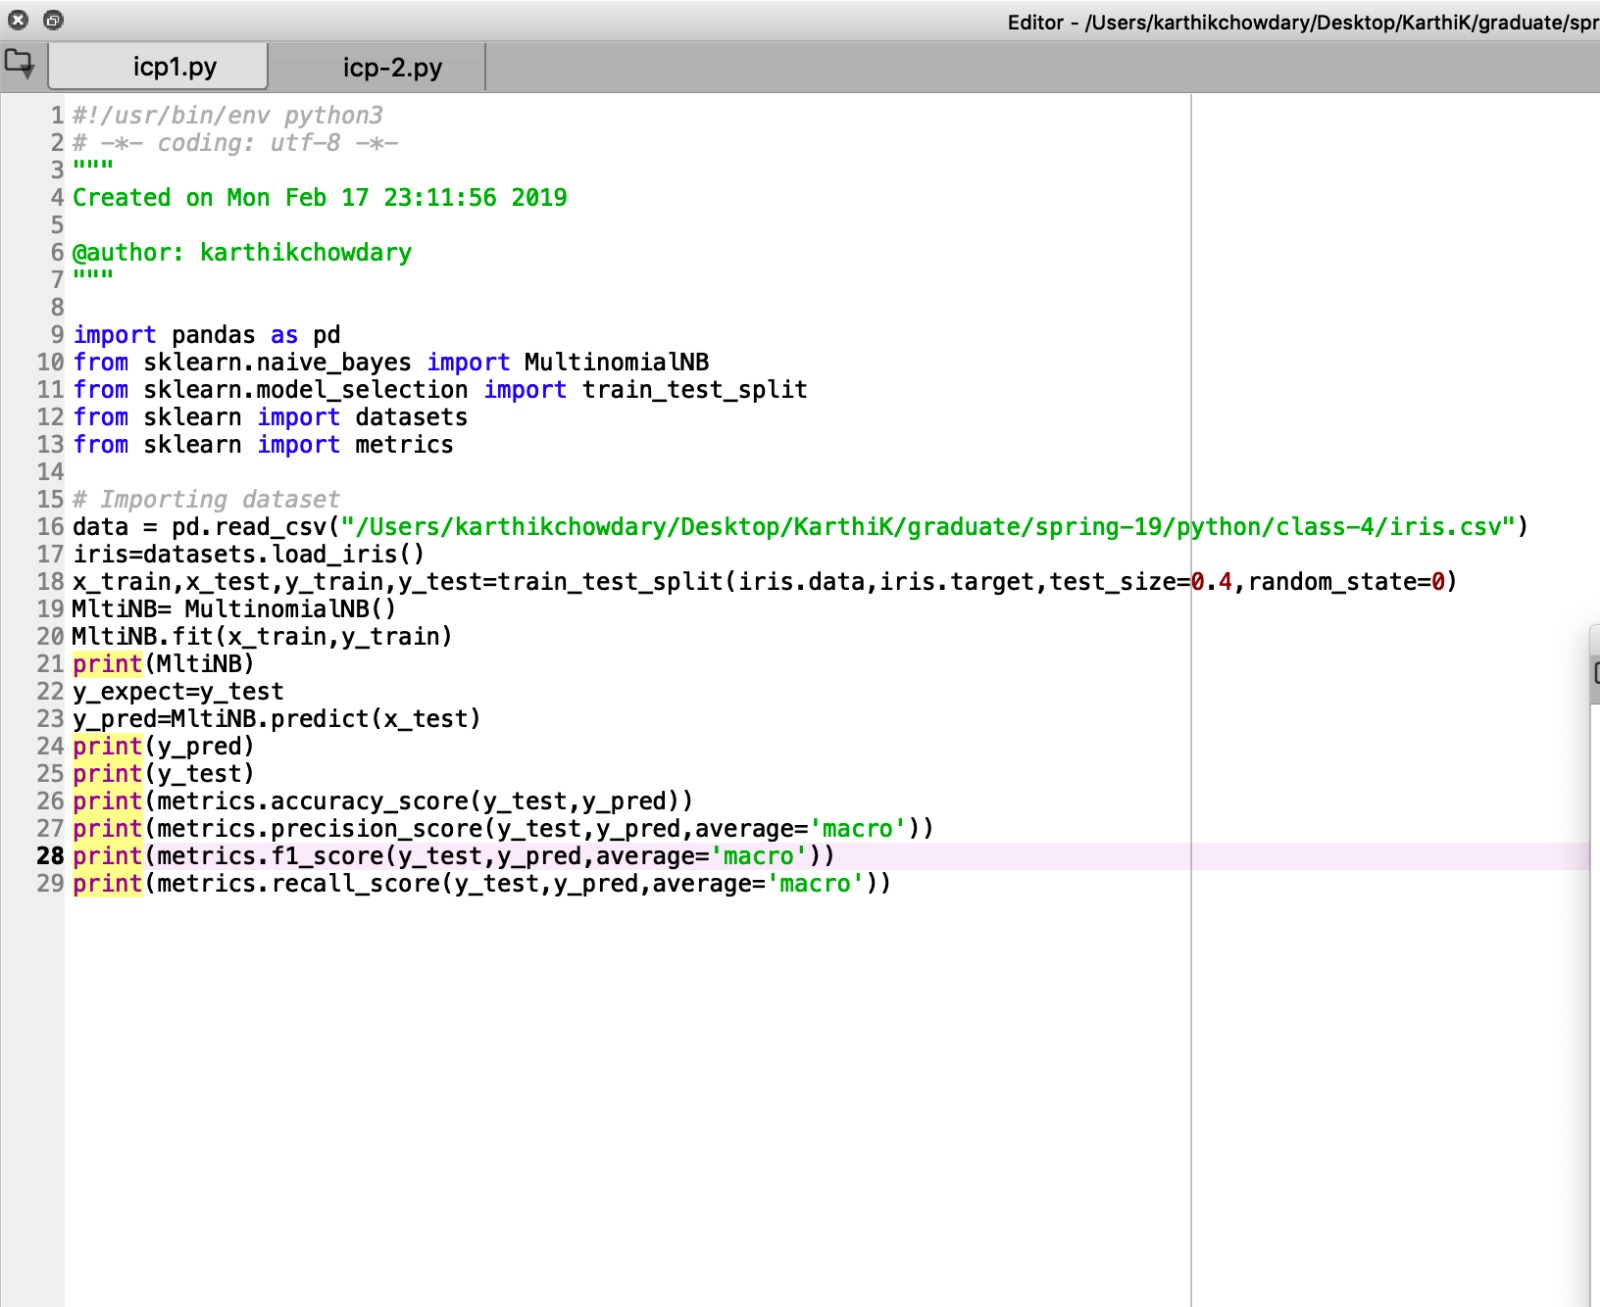 Editor - /Users/karthikchowdary/Desktop/KarthiK/graduate/spr
icp1.py
icp-2.py
1 #!/usr/bin/env python3
2 # -*- coding: utf-8 -*-
3 """
4 Created on Mon Feb 17 23:11:56 2019
5
6 @author: karthikchowdary
7 """
8
9 import pandas as pd
10 from sklearn.naive_bayes import MultinomialNB
11 from sklearn.model_selection import train_test_split
12 from sklearn import datasets
13 from sklearn import metrics
14
15 # Importing dataset
16 data = pd.read_csv("/Users/karthikchowdary/Desktop/KarthiK/graduate/spring-19/python/class-4/iris.csv")
17 iris=datasets.load_iris()
18 x_train,x_test,y_train,y_test=train_test_split(iris.data,iris.target,test_size=0.4,random_state=0)
19 MltiNB= MultinomialNB()
20 MltiNB.fit(x_train,y_train)
21 print(MltiNB)
22 y_expect=y_test
23 y_pred=MltiNB.predict(x_test)
24 print(y_pred)
25 print(y_test)
26 print(metrics.accuracy_score(y_test,y_pred))
27 print(metrics.precision_score(y_test,y_pred,average='macro'))
28 print(metrics.f1_score(y_test,y_pred,average='macro'))
29 print(metrics.recall_score(y_test,y_pred,average='macro'))